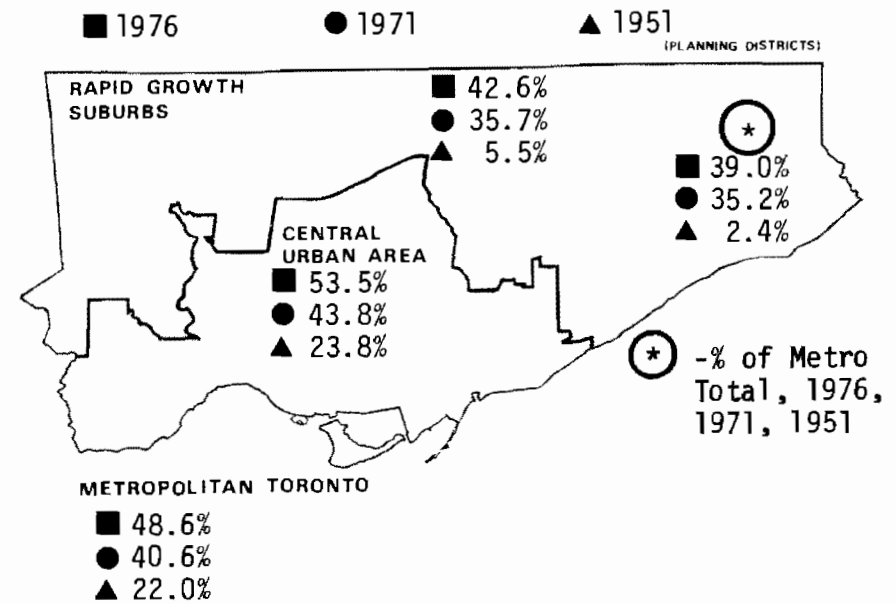 ■ 1976 ● 1971 ▲ 1951
(PLANNING DISTRICTS)
RAPID GROWTH
SUBURBS
■ 42.6%
● 35.7%
▲ 5.5%
*
■ 39.0%
● 35.2%
▲ 2.4%
CENTRAL
URBAN AREA
■ 53.5%
● 43.8%
▲ 23.8%
* -% of Metro
Total, 1976,
1971, 1951
METROPOLITAN TORONTO
■ 48.6%
● 40.6%
▲ 22.0%